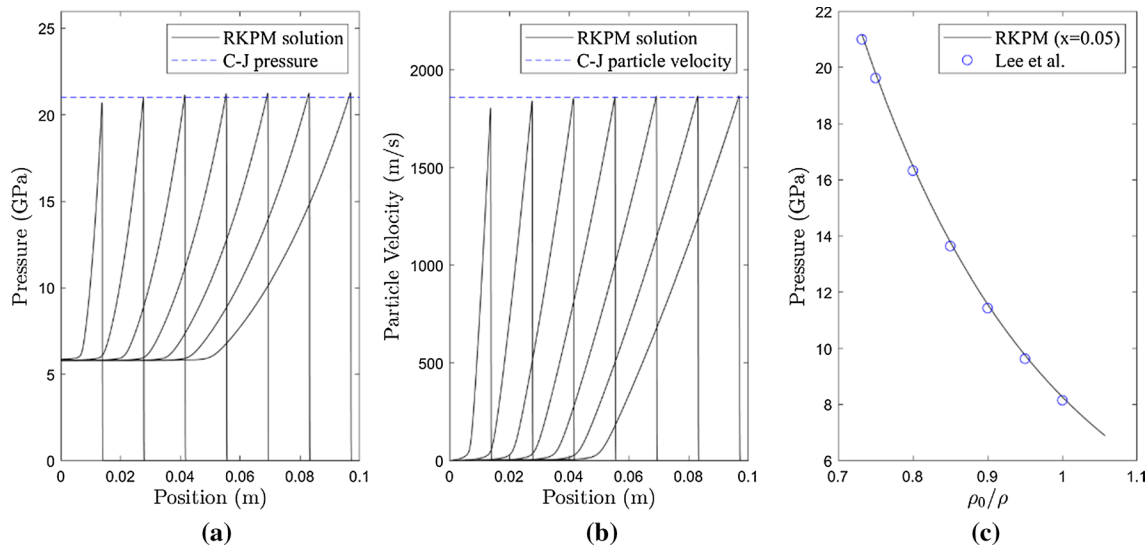 RKPM solution
C-J pressure
Pressure (GPa)
25
20
15
10
5
0
0
0.02
0.04
0.06
0.08
0.1
Position (m)
(a)
RKPM solution
C-J particle velocity
Particle Velocity (m/s)
2000
1500
1000
500
0
0
0.02
0.04
0.06
0.08
0.1
Position (m)
(b)
RKPM (x=0.05)
Lee et al.
Pressure (GPa)
22
20
18
16
14
12
10
8
6
0.7
0.8
0.9
1
1.1
ρ₀/ρ
(c)